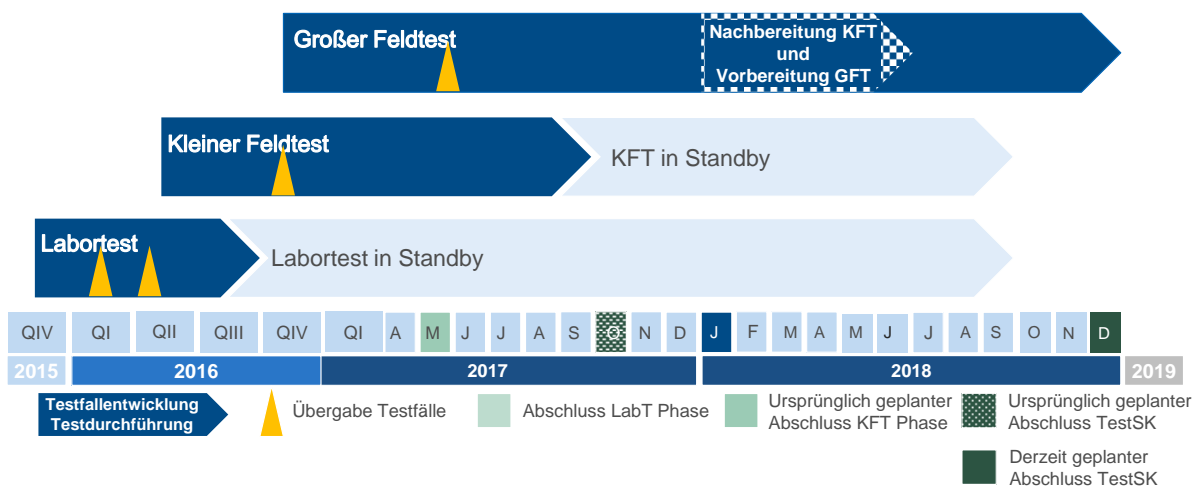 Großer Feldtest
Nachbereitung KFT
und
Vorbereitung GFT
Kleiner Feldtest
KFT in Standby
Labortest
Labortest in Standby
QIV QI QII QIII QIV QI A M J J A S O N D J F M A M J J A S O N D
2015 2016 2017 2018 2019
Testfallentwicklung
Testdurchführung
Übergabe Testfälle
Abschluss LabT Phase
Ursprünglich geplanter
Abschluss KFT Phase
Ursprünglich geplanter
Abschluss TestSK
Derzeit geplanter
Abschluss TestSK